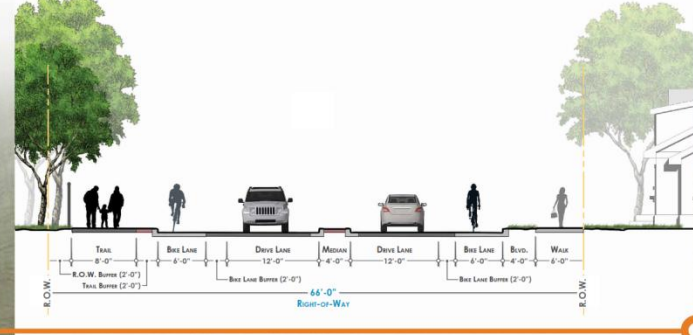 TRAIL BIKE LANE DRIVE LANE MEDIAN DRIVE LANE BIKE LANE BLVD. WALK
8'-0" 6'-0" 12'-0" 4'-0" 12'-0" 6'-0" 4'-0" 6'-0"
R.O.W. BUFFER (2'-0") BIKE LANE BUFFER (2'-0") BIKE LANE BUFFER (2'-0")
TRAIL BUFFER (2'-0")
R.O.W. 66'-0" R.O.W.
RIGHT-OF-WAY